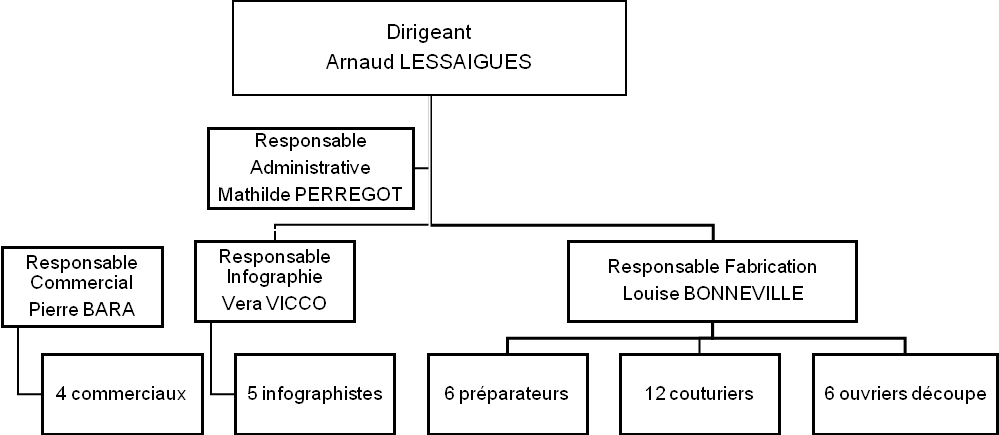 Dirigeant
Arnaud LESSAIGUES
Responsable
Administrative
Mathilde PERREGOT
Responsable
Commercial
Pierre BARA
Responsable
Infographie
Vera VICCO
Responsable Fabrication
Louise BONNEVILLE
4 commerciaux
5 infographistes
6 préparateurs
12 couturiers
6 ouvriers découpe